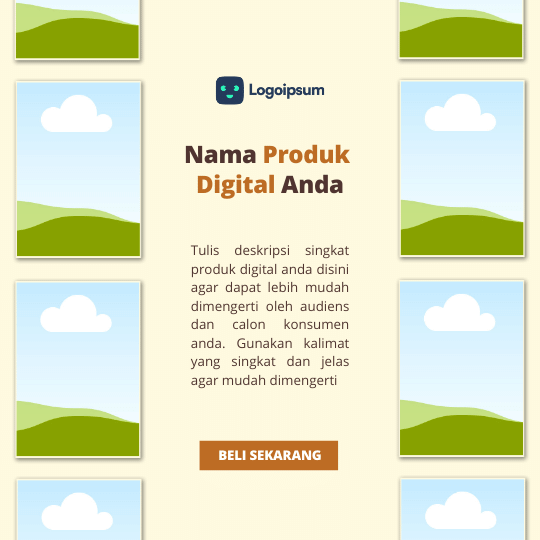 Logoipsum
Nama Produk
Digital Anda
Tulis deskripsi singkat
produk digital anda disini
agar dapat lebih mudah
dimengerti oleh audiens
dan calon konsumen
anda. Gunakan kalimat
yang singkat dan jelas
agar mudah dimengerti
BELI SEKARANG